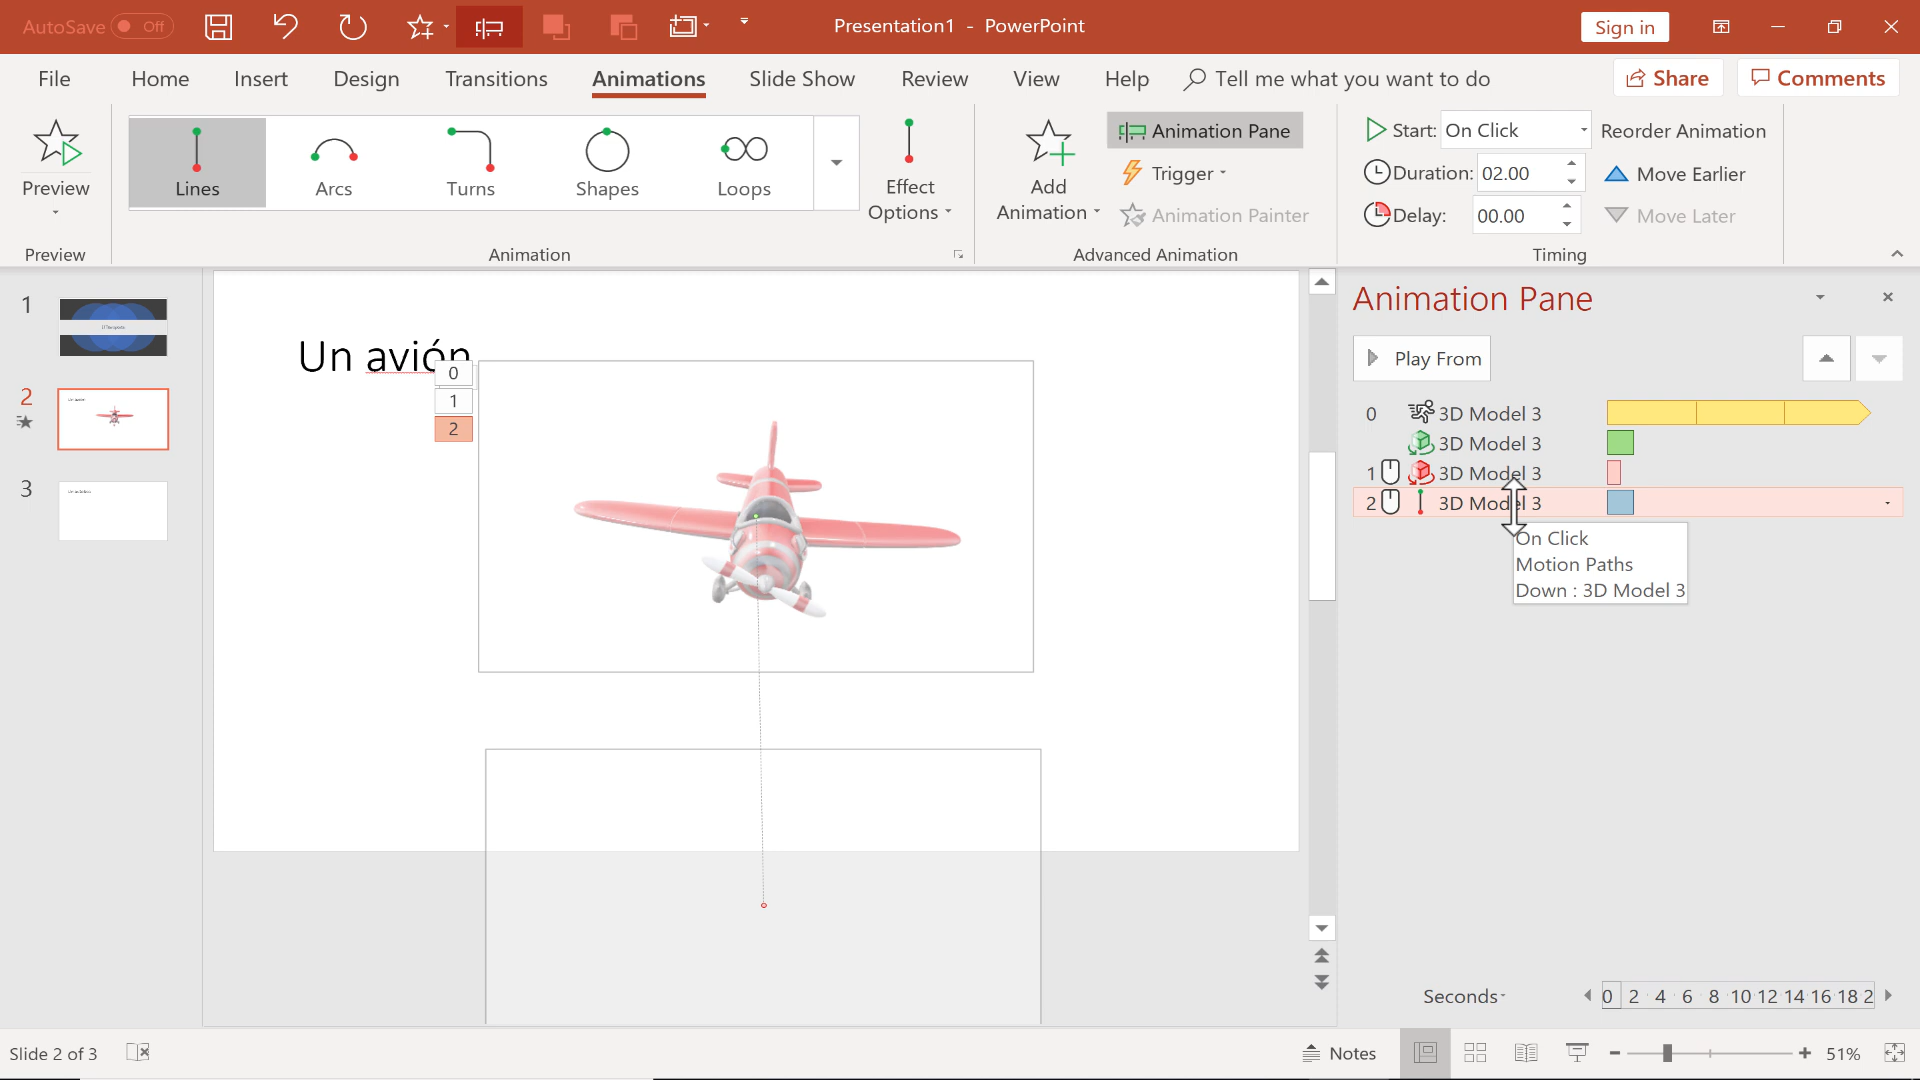 AutoSave Off Presentation1 - PowerPoint Sign in
File Home Insert Design Transitions Animations Slide Show Review View Help Tell me what you want to do Share Comments
Preview
Preview
Lines Arcs Turns Shapes Loops
Animation
Effect
Options
Add
Animation
Animation Pane
Trigger
Animation Painter
Advanced Animation
Start: On Click
Duration: 02.00
Delay: 00.00
Reorder Animation
Move Earlier
Move Later
Timing
1
2
3
Un avión
0
1
2
Animation Pane
Play From
0 3D Model 3
3D Model 3
1 3D Model 3
2 3D Model 3
On Click
Motion Paths
Down : 3D Model 3
Seconds 0 2 4 6 8 10 12 14 16 18 2
Slide 2 of 3 Notes 51%